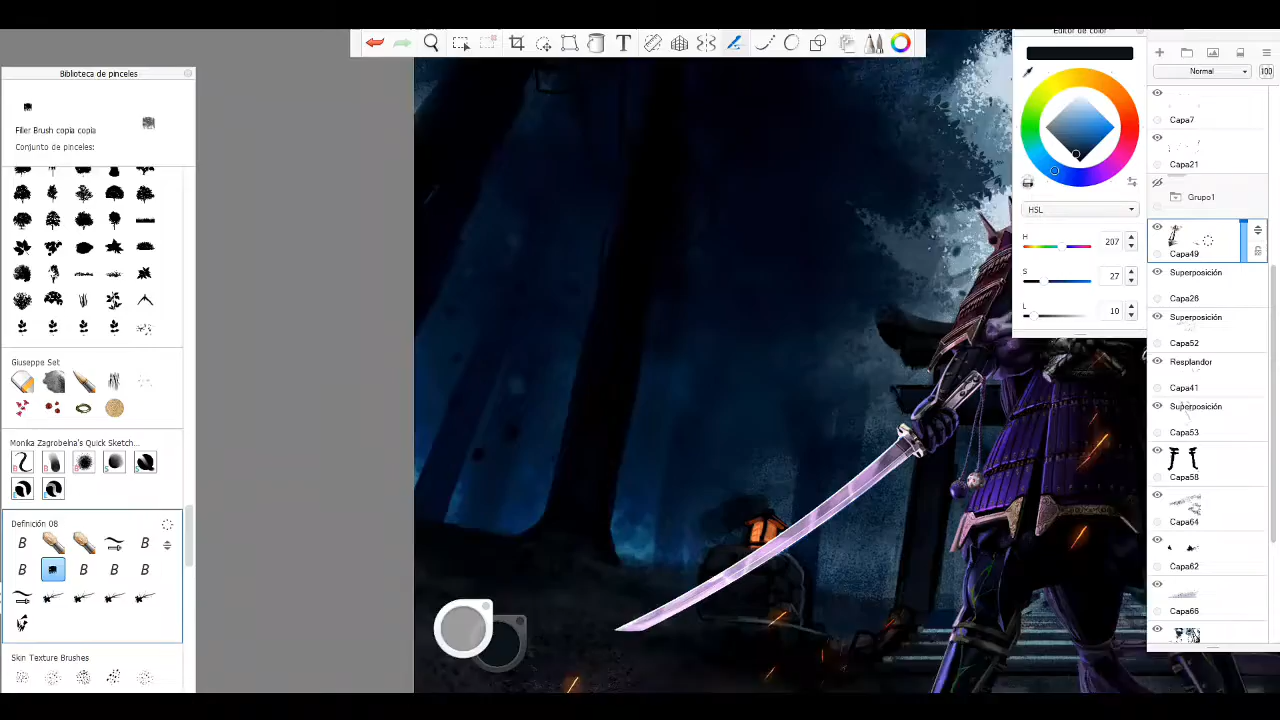 Biblioteca de pinceles
Filler Brush copia copia
Conjunto de pinceles:
Giuseppe Set
Monika Zagrobelna's Quick Sketch...
Definición 08
B
B
B
B
B
B
Skin Texture Brushes
T
Editor de color
HSL
H
207
S
27
L
10
Normal
100
Capa7
Capa21
Grupo1
Capa49
Superposición
Capa26
Superposición
Capa52
Resplandor
Capa41
Superposición
Capa53
Capa58
Capa64
Capa62
Capa66